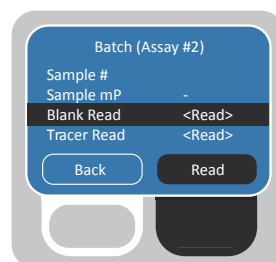 Batch (Assay #2)
Sample #
Sample mP -
Blank Read <Read>
Tracer Read <Read>
Back Read